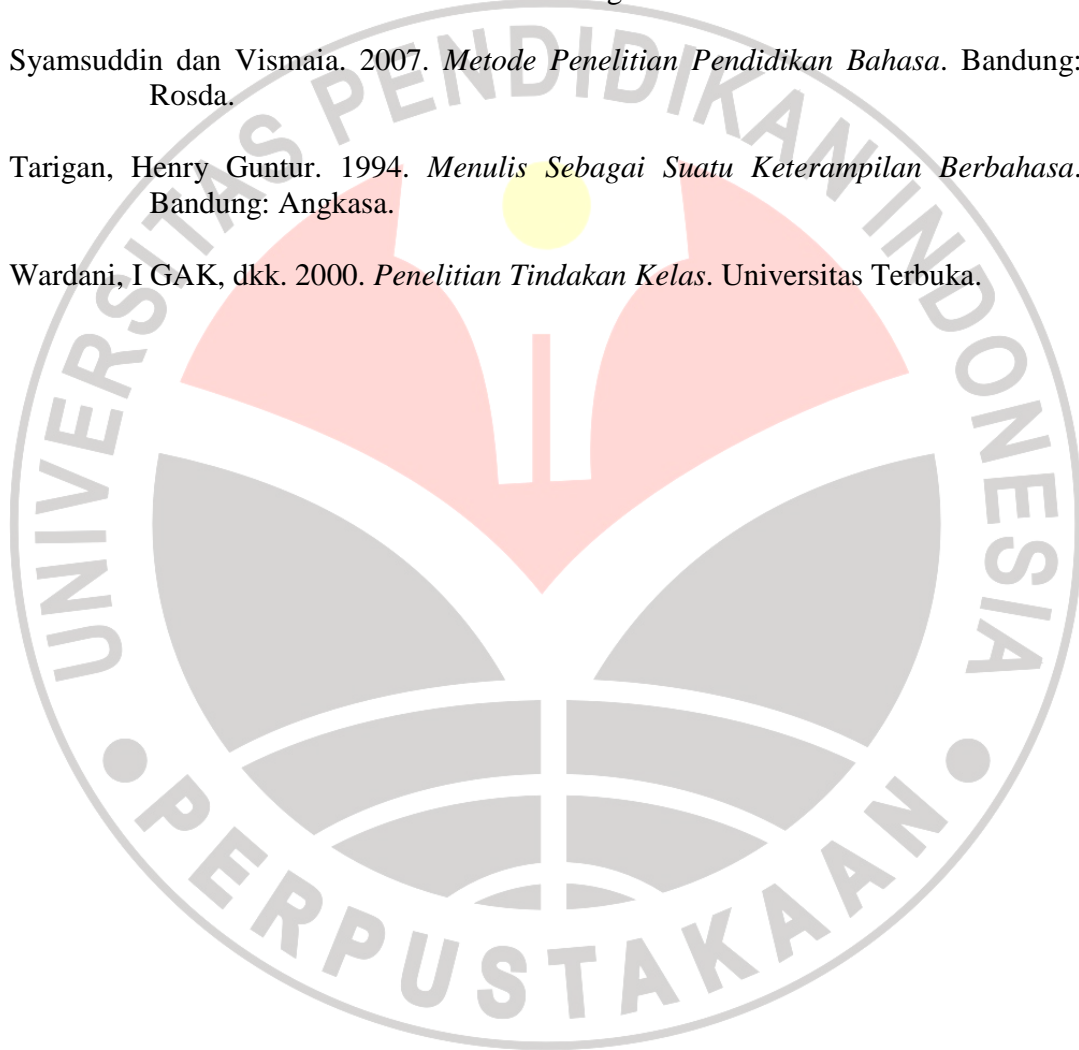 Syamsuddin dan Vismaia. 2007. Metode Penelitian Pendidikan Bahasa. Bandung:
Rosda.
Tarigan, Henry Guntur. 1994. Menulis Sebagai Suatu Keterampilan Berbahasa.
Bandung: Angkasa.
Wardani, I GAK, dkk. 2000. Penelitian Tindakan Kelas. Universitas Terbuka.
UNIVERSITAS PENDIDIKAN INDONESIA
PERPUSTAKAAN